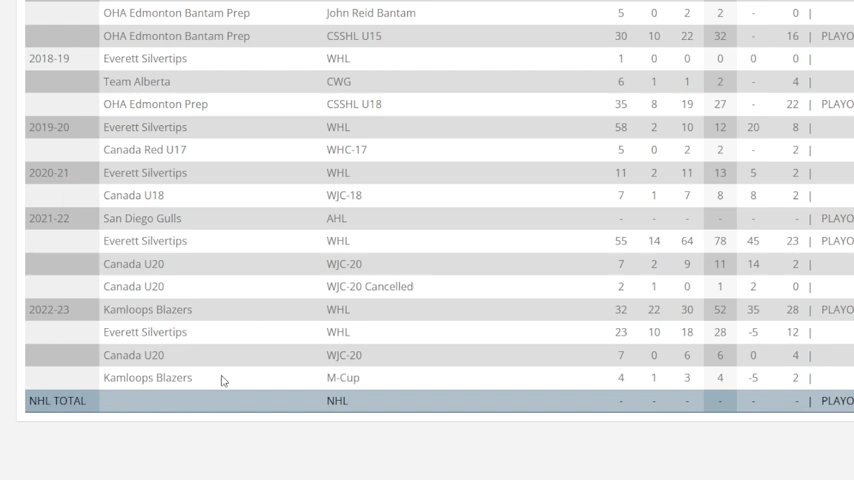 OHA Edmonton Bantam Prep John Reid Bantam 5 0 2 2 - 0 |
OHA Edmonton Bantam Prep CSSHL U15 30 10 22 32 - 16 | PLAYO
2018-19 Everett Silvertips WHL 1 0 0 0 0 0 |
Team Alberta CWG 6 1 1 2 - 4 |
OHA Edmonton Prep CSSHL U18 35 8 19 27 - 22 | PLAYO
2019-20 Everett Silvertips WHL 58 2 10 12 20 8 |
Canada Red U17 WHC-17 5 0 2 2 - 2 |
2020-21 Everett Silvertips WHL 11 2 11 13 5 2 |
Canada U18 WJC-18 7 1 7 8 8 2 |
2021-22 San Diego Gulls AHL - - - - - - | PLAYO
Everett Silvertips WHL 55 14 64 78 45 23 | PLAYO
Canada U20 WJC-20 7 2 9 11 14 2 |
Canada U20 WJC-20 Cancelled 2 1 0 1 2 0 |
2022-23 Kamloops Blazers WHL 32 22 30 52 35 28 | PLAYO
Everett Silvertips WHL 23 10 18 28 -5 12 |
Canada U20 WJC-20 7 0 6 6 0 4 |
Kamloops Blazers M-Cup 4 1 3 4 -5 2 |
NHL TOTAL NHL - - - - - - | PLAYO